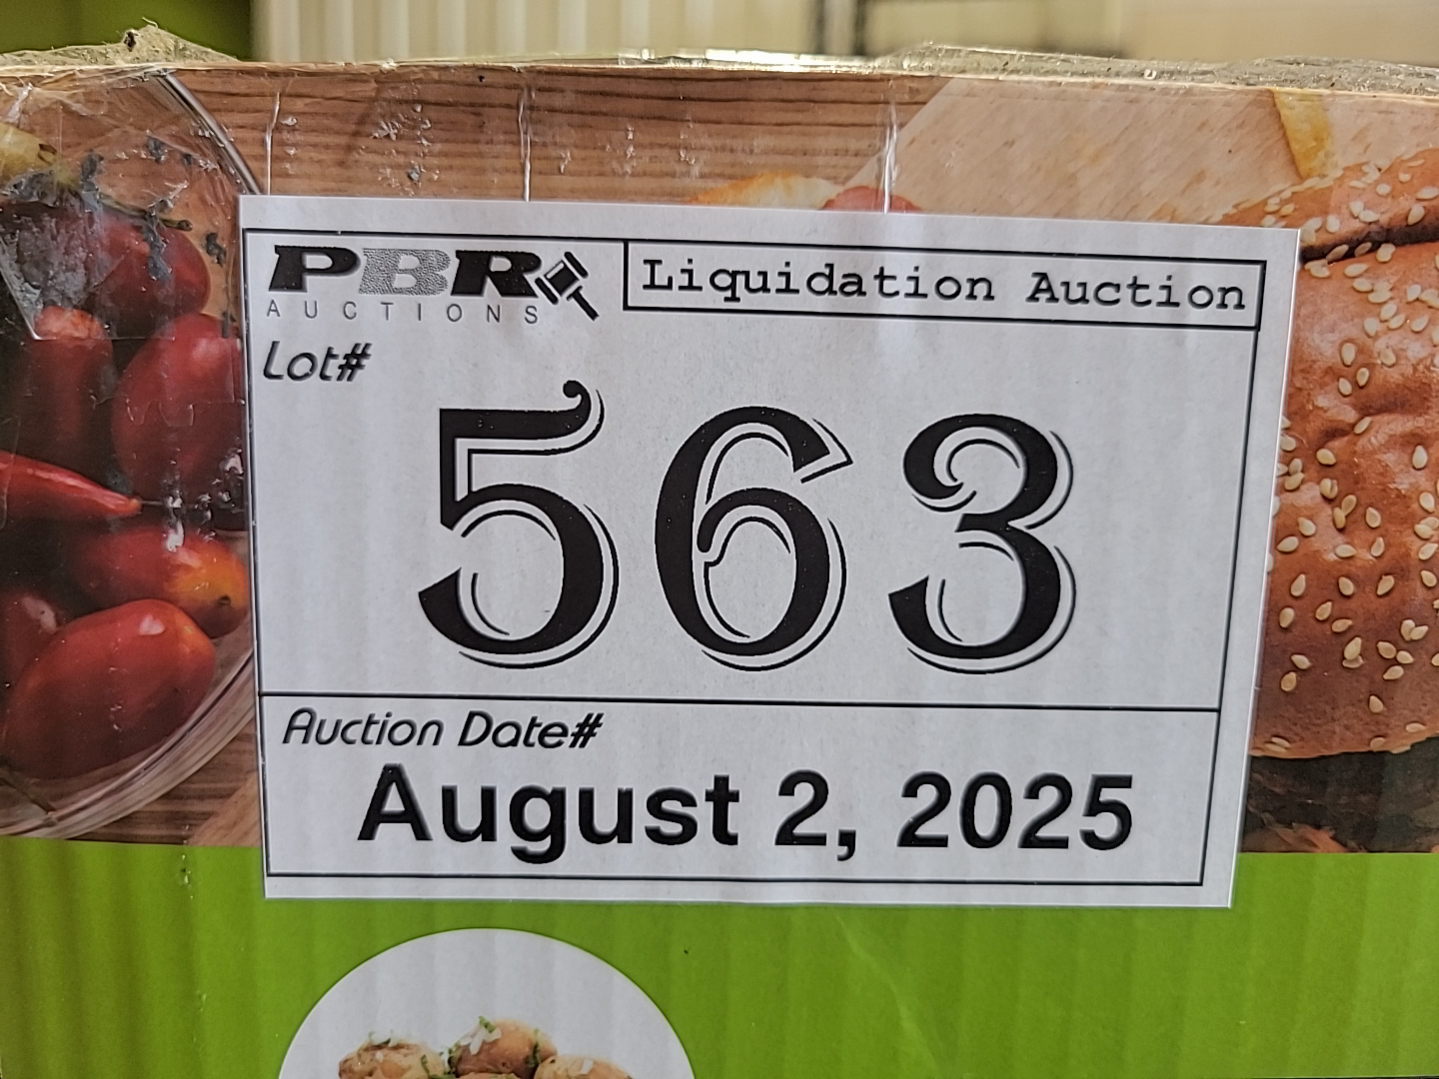 PBR
AUCTIONS
Liquidation Auction
Lot#
563
Auction Date#
August 2, 2025